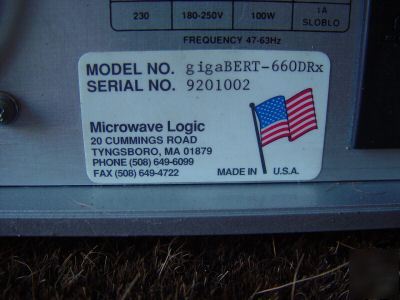 230 180-250V 100W 1A
SLOBLO
FREQUENCY 47-63Hz
MODEL NO. gigaBERT-660DRx
SERIAL NO. 9201002
Microwave Logic
20 CUMMINGS ROAD
TYNGSBORO, MA 01879
PHONE (508) 649-6099
FAX (508) 649-4722
MADE IN U.S.A.